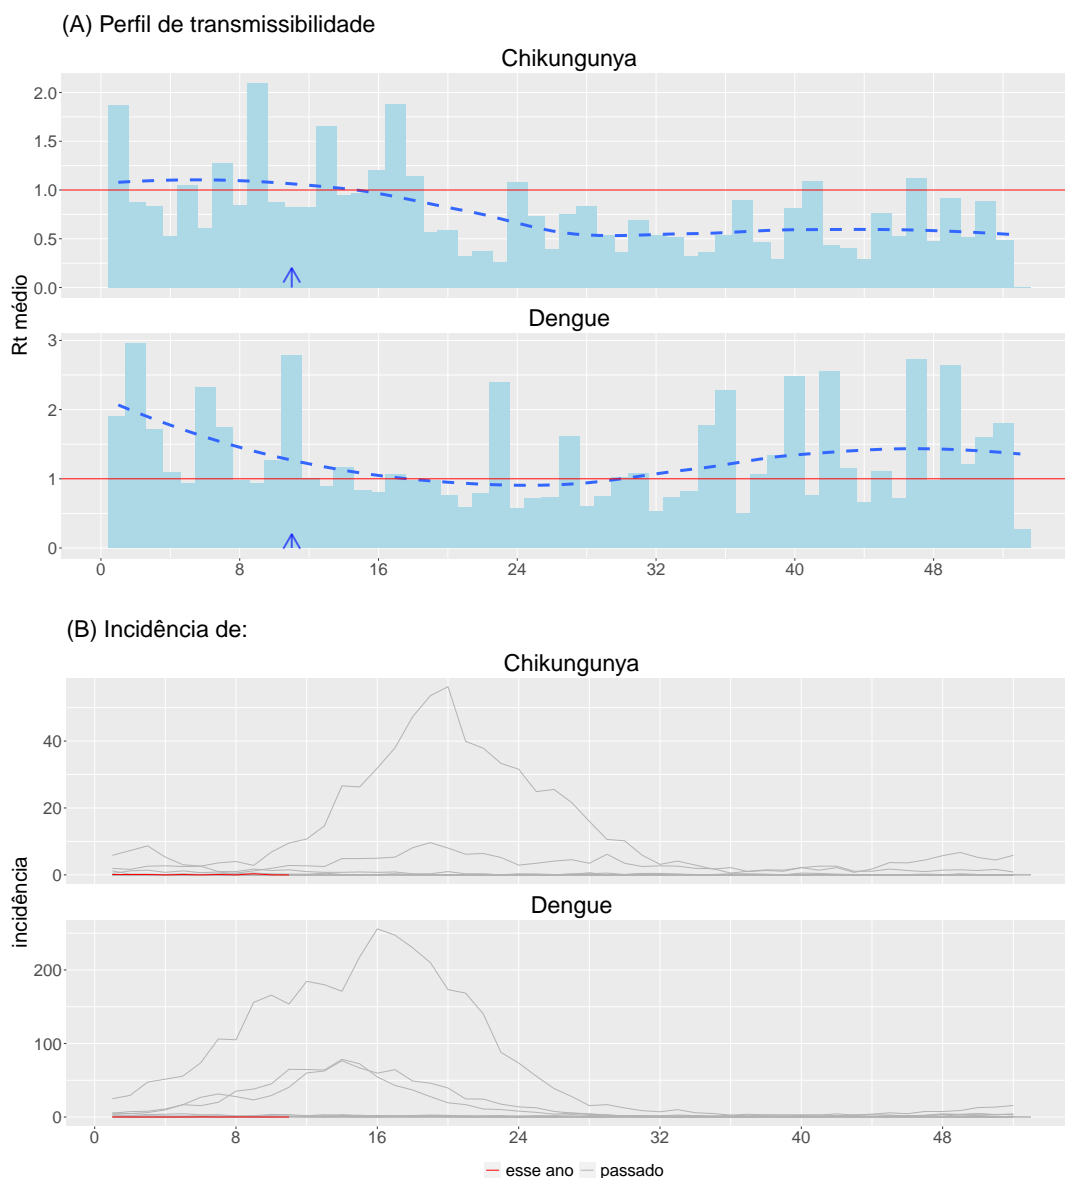 (A) Perfil de transmissibilidade
Chikungunya
2.0
1.5
1.0
0.5
0.0
Dengue
3
2
1
0
Rt médio
0 8 16 24 32 40 48
(B) Incidência de:
Chikungunya
40
20
0
Dengue
200
100
0
incidência
0 8 16 24 32 40 48
esse ano passado